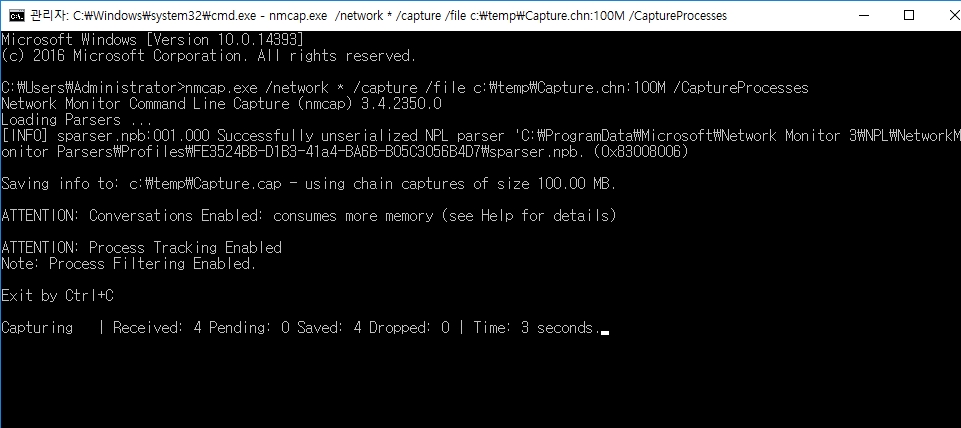 관리자: C:₩Windows₩system32₩cmd.exe - nmcap.exe  /network * /capture /file c:₩temp₩Capture.chn:100M /CaptureProcesses
Microsoft Windows [Version 10.0.14393]
(c) 2016 Microsoft Corporation. All rights reserved.
C:₩Users₩Administrator>nmcap.exe /network * /capture /file c:₩temp₩Capture.chn:100M /CaptureProcesses
Network Monitor Command Line Capture (nmcap) 3.4.2350.0
Loading Parsers ...
[INFO] sparser.npb:001.000 Successfully unserialized NPL parser 'C:₩ProgramData₩Microsoft₩Network Monitor 3₩NPL₩NetworkM
onitor Parsers₩Profiles₩FE3524BB-D1B3-41a4-BA6B-B05C3056B4D7₩sparser.npb. (0x83008006)
Saving info to: c:₩temp₩Capture.cap - using chain captures of size 100.00 MB.
ATTENTION: Conversations Enabled: consumes more memory (see Help for details)
ATTENTION: Process Tracking Enabled
Note: Process Filtering Enabled.
Exit by Ctrl+C
Capturing   | Received: 4 Pending: 0 Saved: 4 Dropped: 0 | Time: 3 seconds.